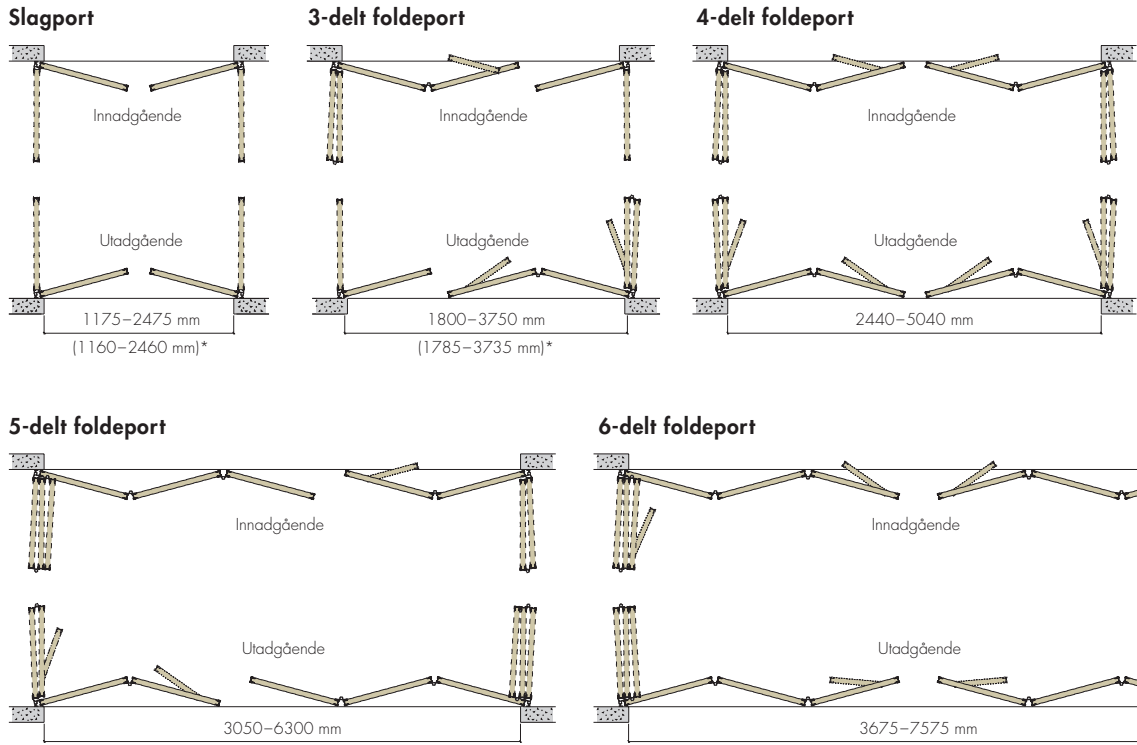 Slagport
Innadgående
Utadgående
1175–2475 mm
(1160–2460 mm)*
3-delt foldeport
Innadgående
Utadgående
1800–3750 mm
(1785–3735 mm)*
4-delt foldeport
Innadgående
Utadgående
2440–5040 mm
5-delt foldeport
Innadgående
Utadgående
3050–6300 mm
6-delt foldeport
Innadgående
Utadgående
3675–7575 mm